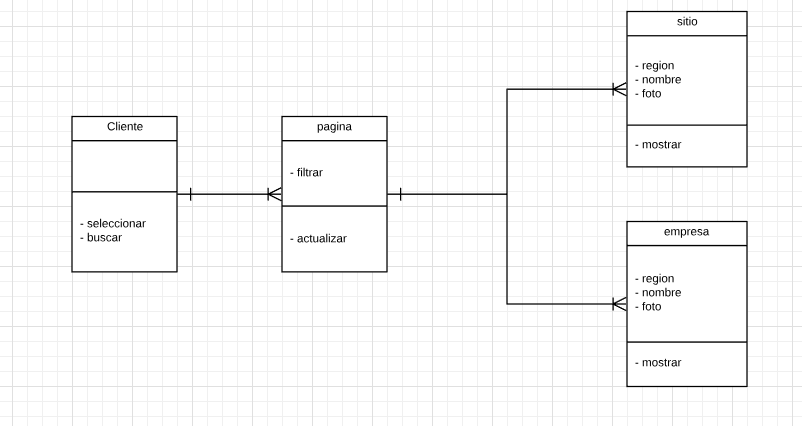 Cliente
- seleccionar
- buscar
pagina
- filtrar
- actualizar
sitio
- region
- nombre
- foto
- mostrar
empresa
- region
- nombre
- foto
- mostrar